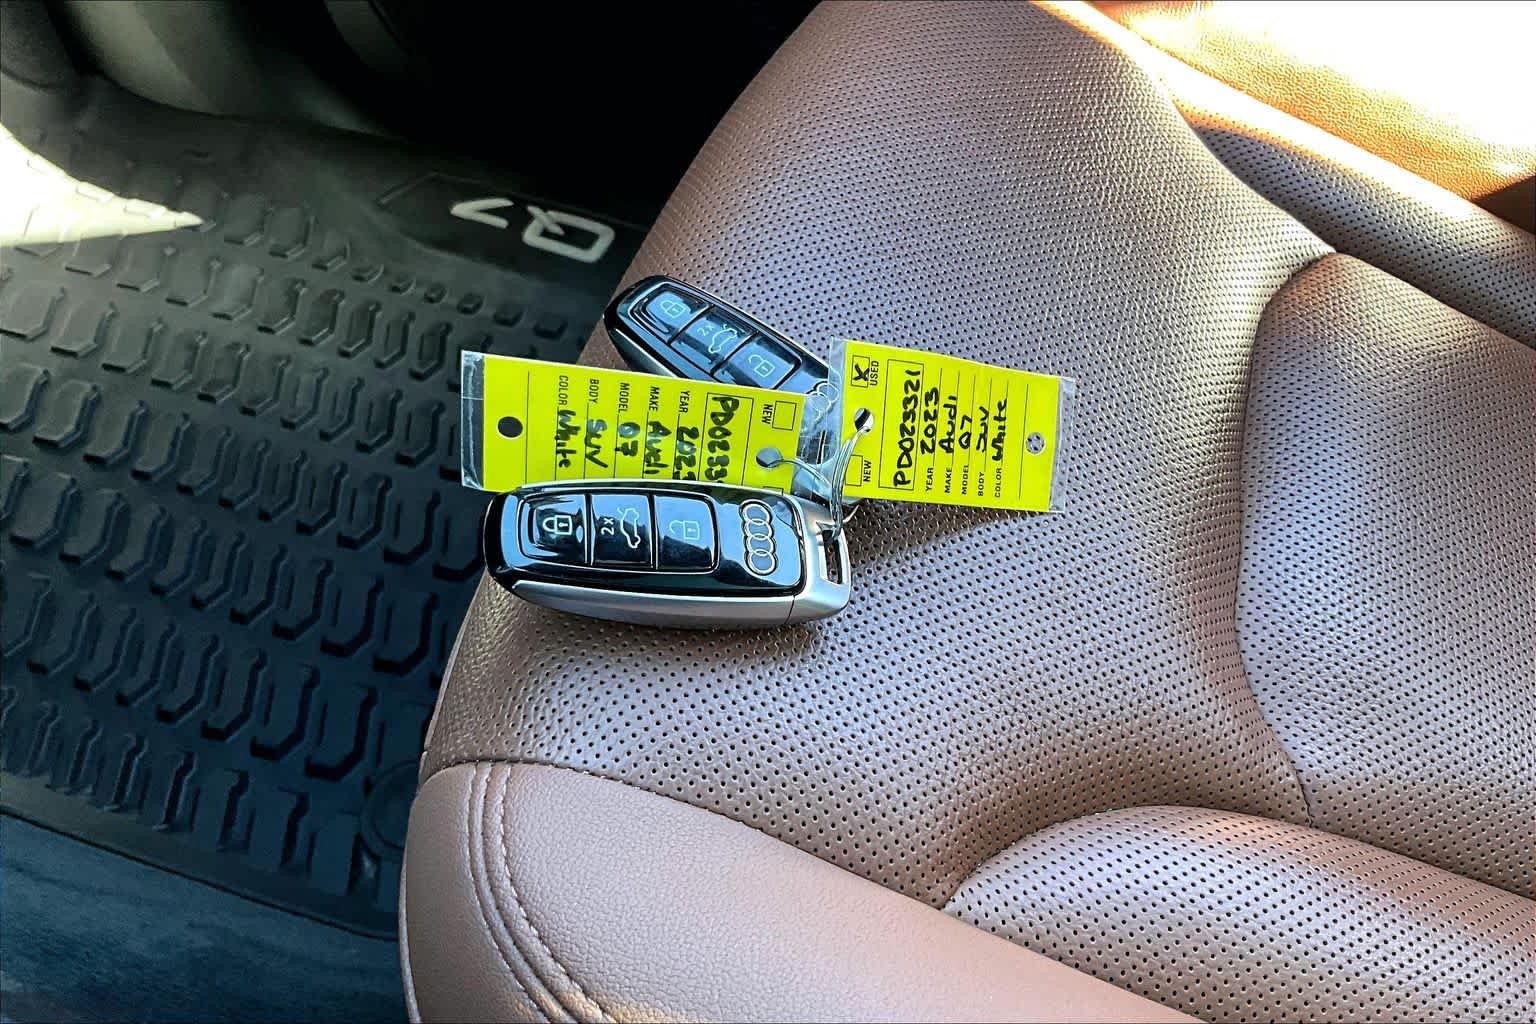 Q7
2x
NEW
PD0233
YEAR 202
MAKE Audi
MODEL Q7
BODY SUV
COLOR White
X USED
NEW
PD023321
YEAR 2023
MAKE Audi
MODEL Q7
BODY SUV
COLOR White
2x